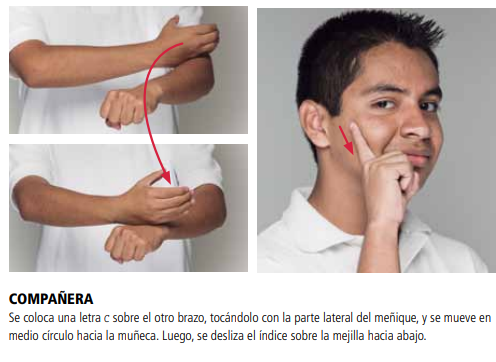 COMPAÑERA
Se coloca una letra c sobre el otro brazo, tocándolo con la parte lateral del meñique, y se mueve en
medio círculo hacia la muñeca. Luego, se desliza el índice sobre la mejilla hacia abajo.